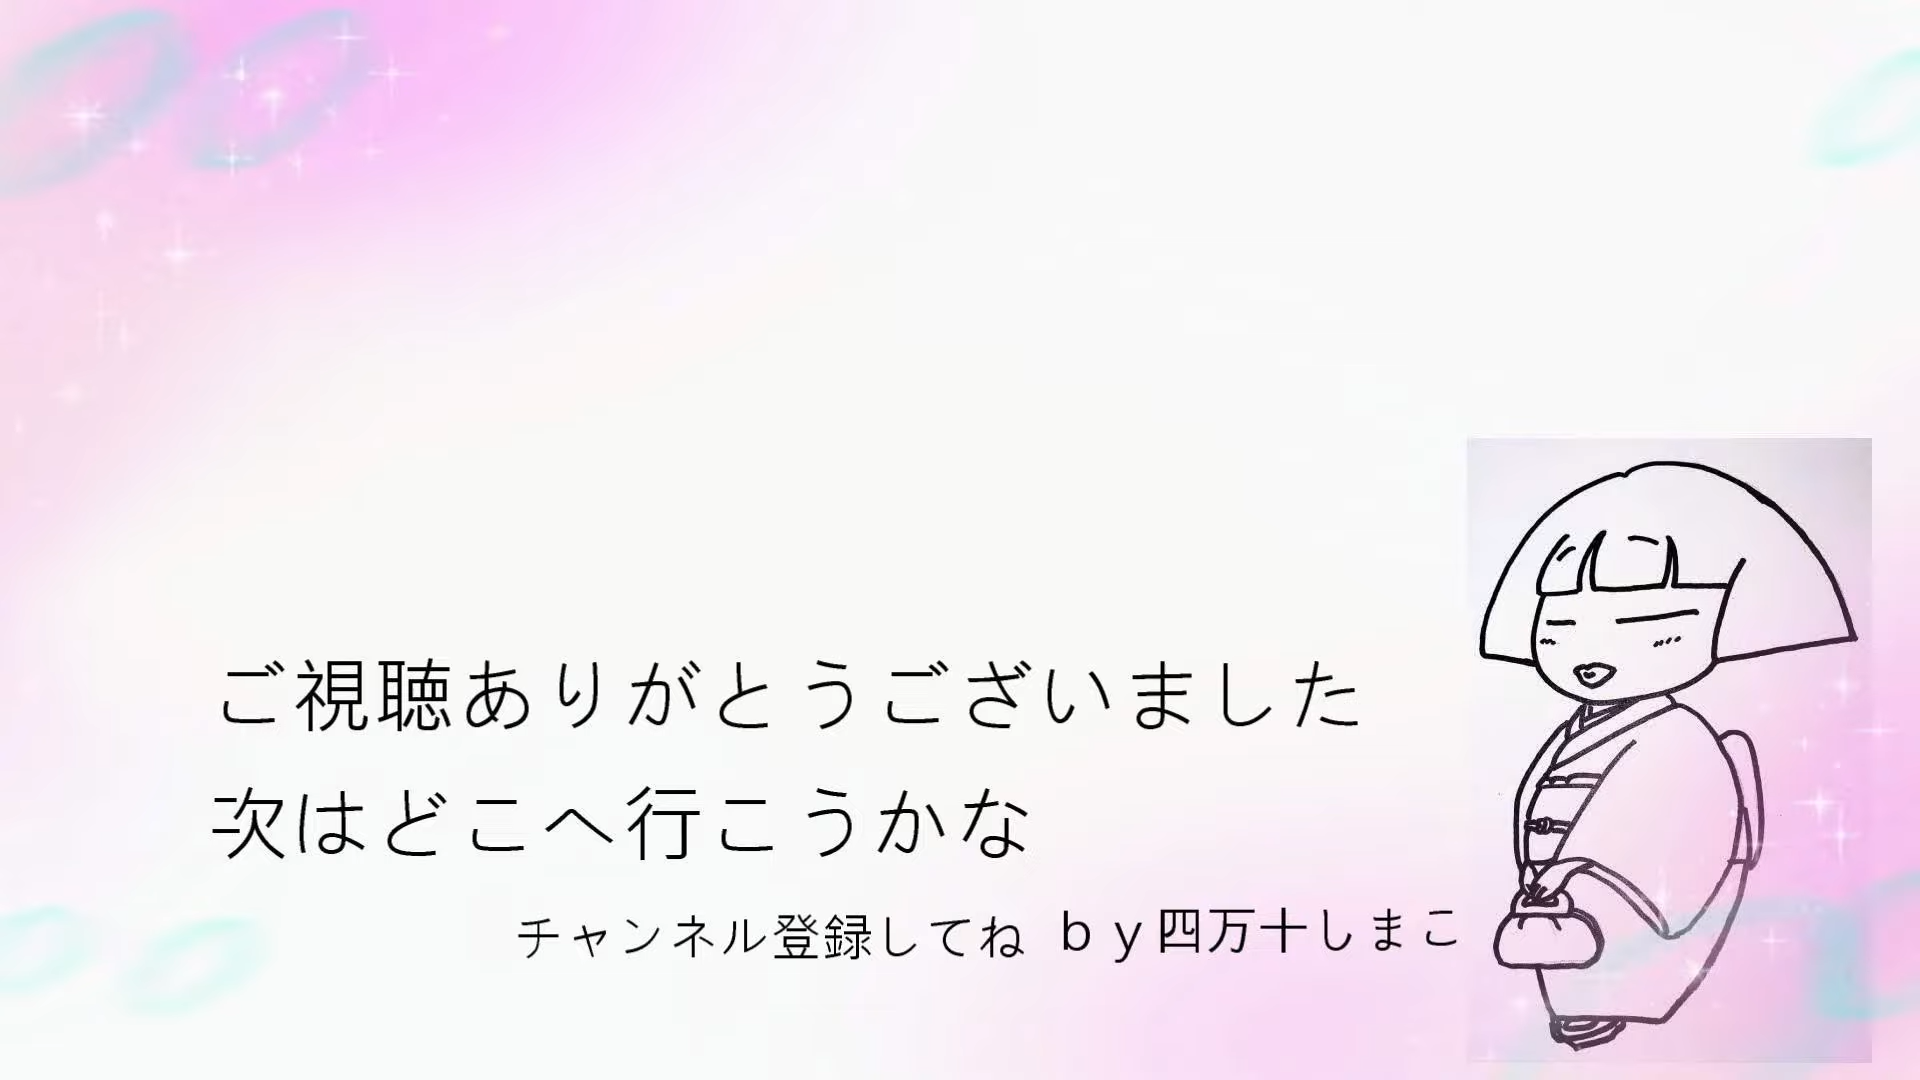 ご視聴ありがとうございました
次はどこへ行こうかな
チャンネル登録してね ｂｙ四万十しまこ